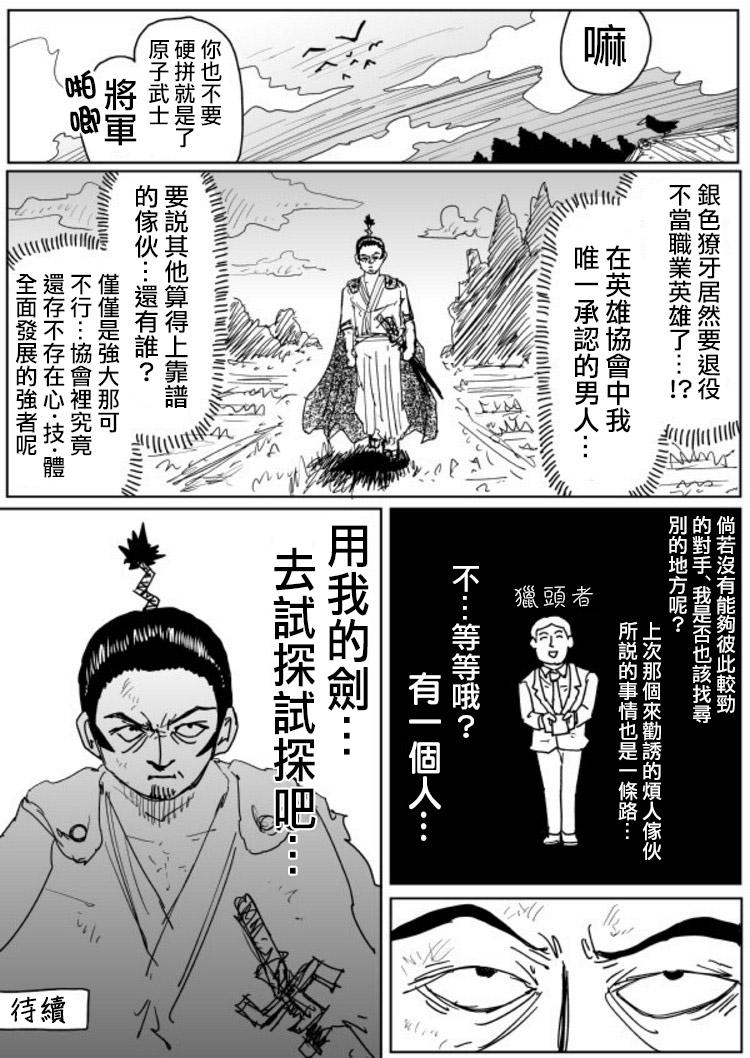 嘛
你也不要
硬拼就是了
原子武士
將軍
啪嗚
銀色獠牙居然要退役
不當職業英雄了…!?
在英雄協會中我
唯一承認的男人…
要說其他算得上靠譜
的傢伙…還有誰？
僅僅是強大那可
不行…協會裡究竟
還存不存在心·技·體
全面發展的強者呢
倘若沒有能夠彼此較勁
的對手、我是否也該找尋
別的地方呢？
上次那個來勸誘的煩人傢伙
所說的事情也是一條路…
獵頭者
不…等等哦？
有一個人…
用我的劍…
去試探試探吧…
待續